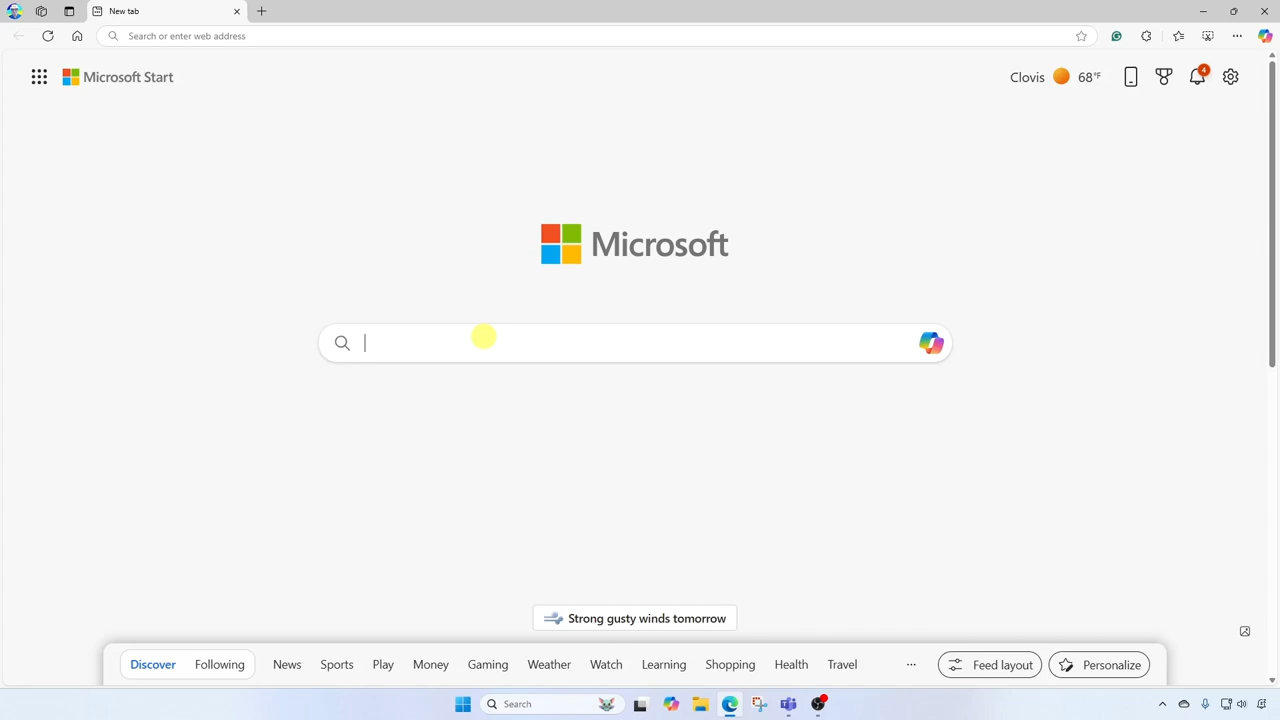 New tab
Search or enter web address
Microsoft Start
Clovis 68°F
4
Microsoft
Strong gusty winds tomorrow
Discover Following News Sports Play Money Gaming Weather Watch Learning Shopping Health Travel ... Feed layout Personalize
Search